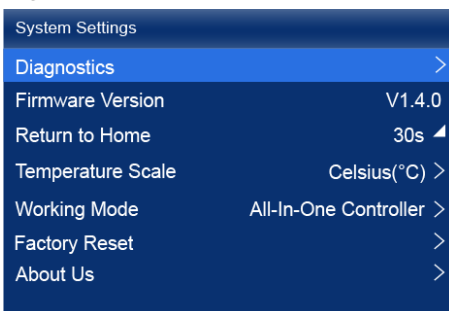 System Settings
Diagnostics >
Firmware Version V1.4.0
Return to Home 30s
Temperature Scale Celsius(°C) >
Working Mode All-In-One Controller >
Factory Reset >
About Us >